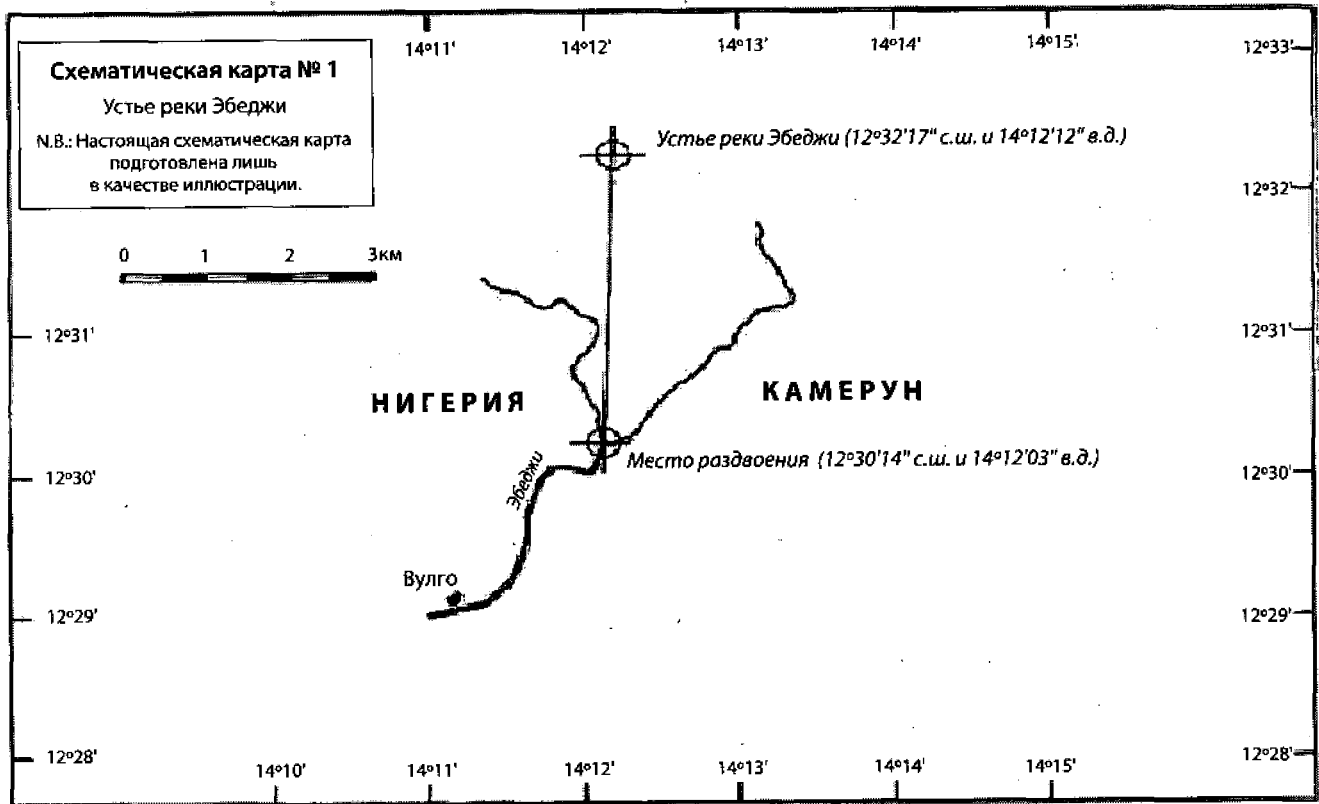 14°11' 14°12' 14°13' 14°14' 14°15'
12°33'
Схематическая карта № 1
Устье реки Эбеджи
N.B.: Настоящая схематическая карта
подготовлена лишь
в качестве иллюстрации.
Устье реки Эбеджи (12°32'17" с.ш. и 14°12'12" в.д.)
12°32'
0 1 2 3км
12°31' 12°31'
НИГЕРИЯ КАМЕРУН
Место раздвоения (12°30'14" с.ш. и 14°12'03" в.д.)
Эбеджи
12°30' 12°30'
Вулго
12°29' 12°29'
12°28' 12°28'
14°10' 14°11' 14°12' 14°13' 14°14' 14°15'